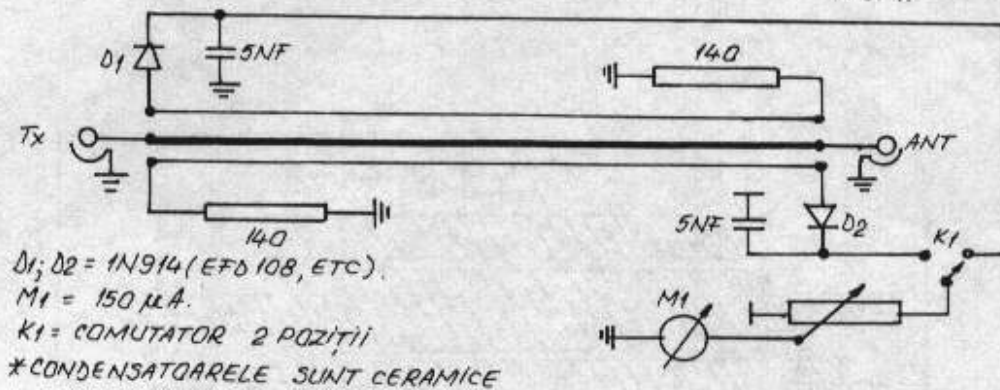 D1
5NF
140
Tx
ANT
140
5NF
D2
K1
D1; D2 = 1N914 (EFD 108, ETC).
M1 = 150 µA.
M1
K1 = COMUTATOR 2 POZIȚII
*CONDENSATOARELE SUNT CERAMICE